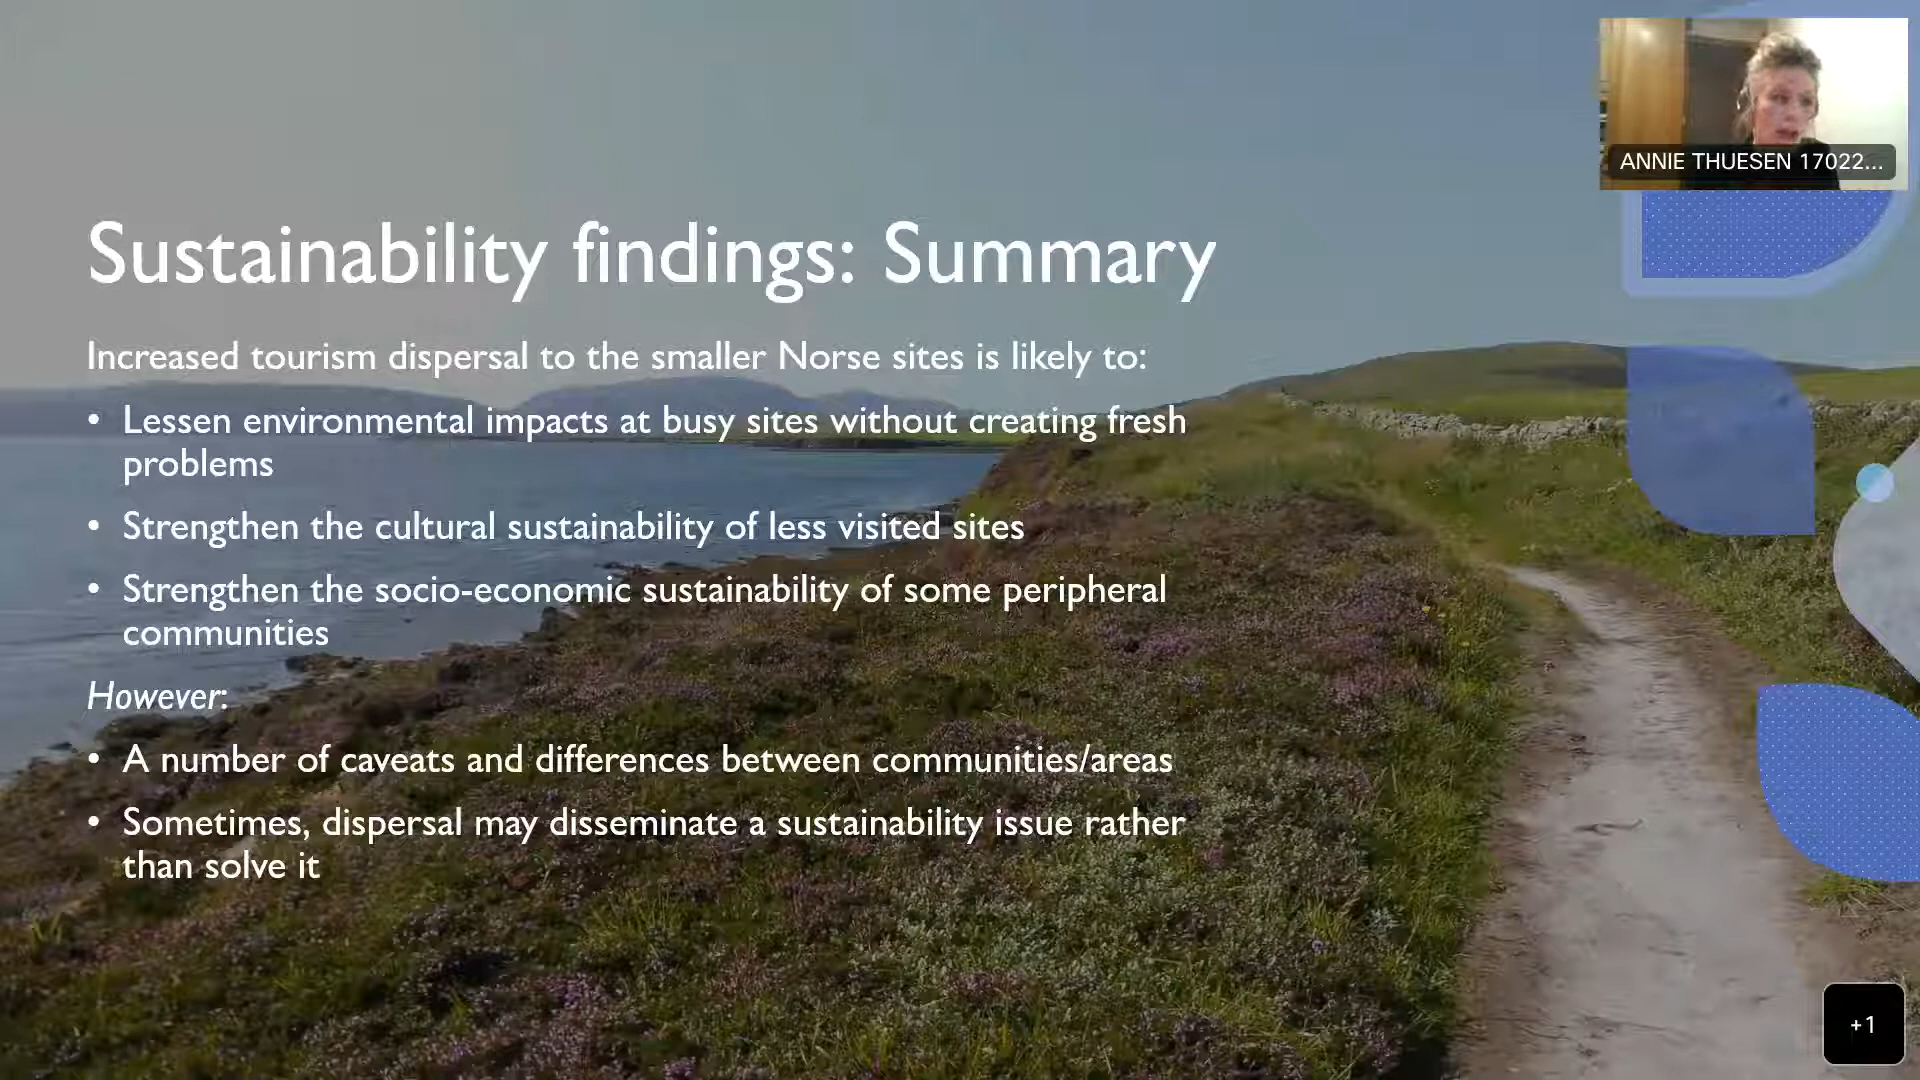 ANNIE THUESEN 17022...
Sustainability findings: Summary
Increased tourism dispersal to the smaller Norse sites is likely to:
• Lessen environmental impacts at busy sites without creating fresh
problems
• Strengthen the cultural sustainability of less visited sites
• Strengthen the socio-economic sustainability of some peripheral
communities
However:
• A number of caveats and differences between communities/areas
• Sometimes, dispersal may disseminate a sustainability issue rather
than solve it
+1